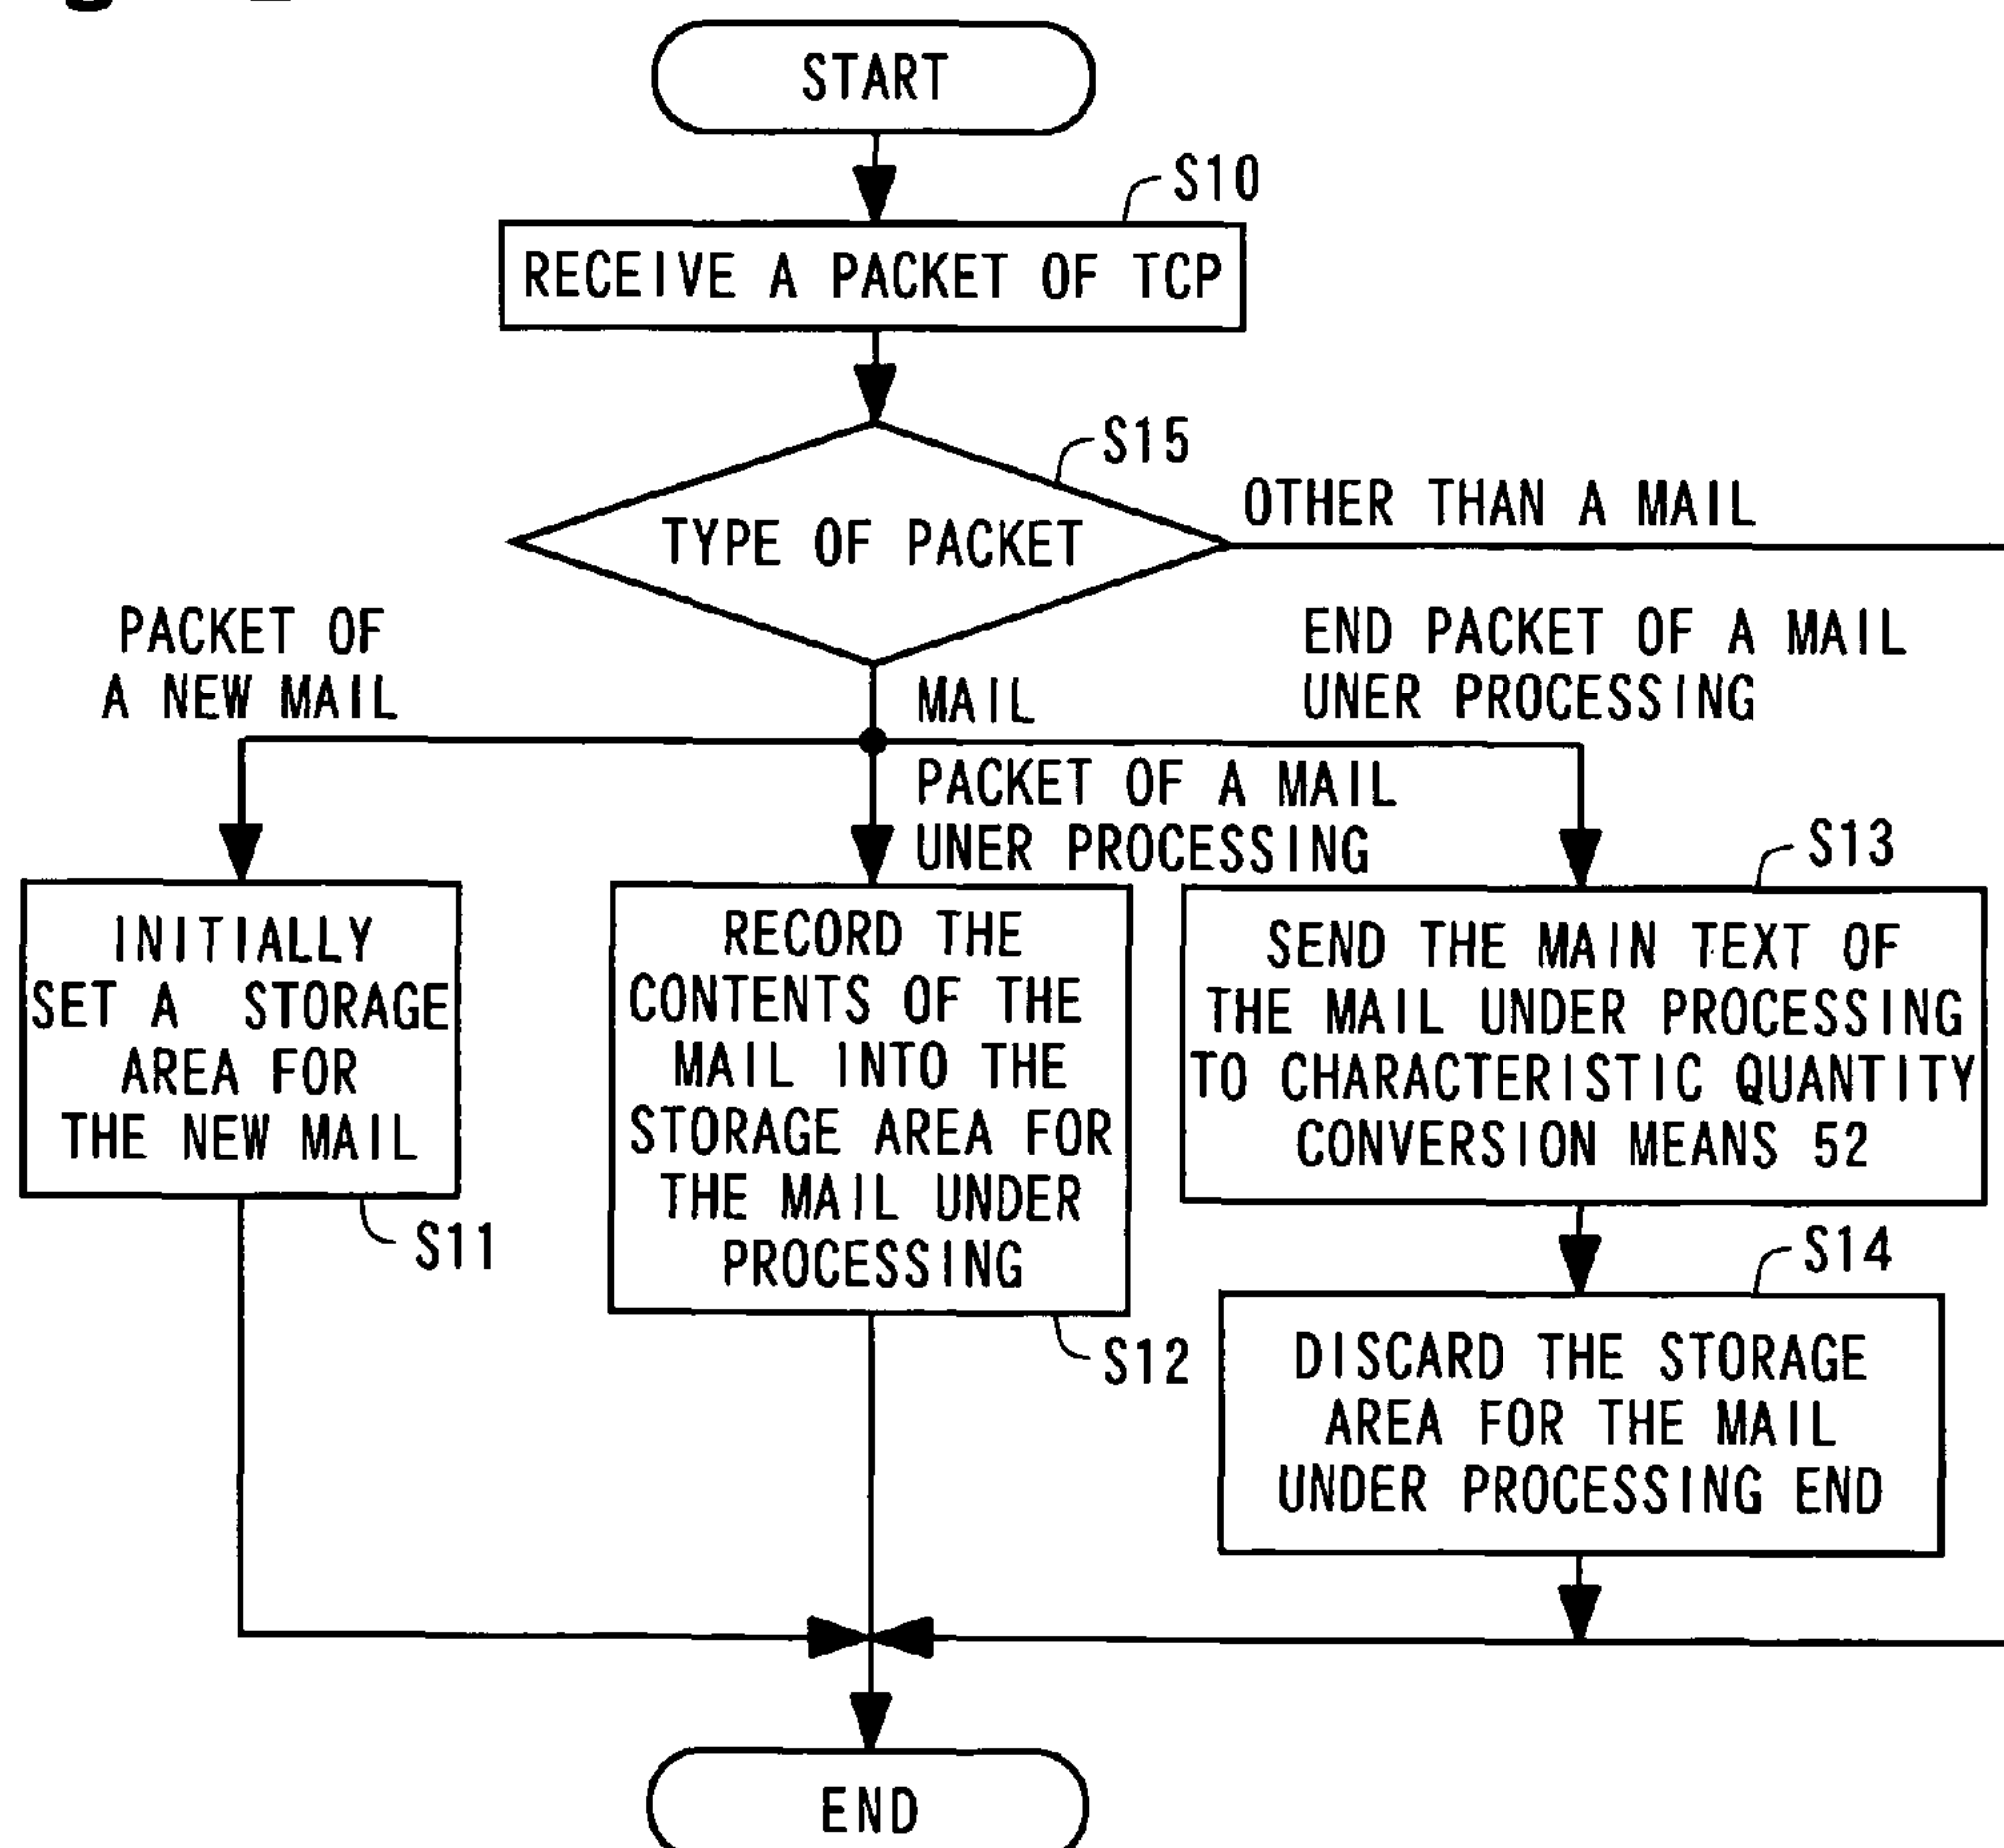 START
S10
RECEIVE A PACKET OF TCP
S15
TYPE OF PACKET
OTHER THAN A MAIL
PACKET OF
A NEW MAIL
MAIL
END PACKET OF A MAIL
UNER PROCESSING
PACKET OF A MAIL
UNER PROCESSING
INITIALLY
SET A STORAGE
AREA FOR
THE NEW MAIL
S11
RECORD THE
CONTENTS OF THE
MAIL INTO THE
STORAGE AREA FOR
THE MAIL UNDER
PROCESSING
S12
S13
SEND THE MAIN TEXT OF
THE MAIL UNDER PROCESSING
TO CHARACTERISTIC QUANTITY
CONVERSION MEANS 52
S14
DISCARD THE STORAGE
AREA FOR THE MAIL
UNDER PROCESSING END
END